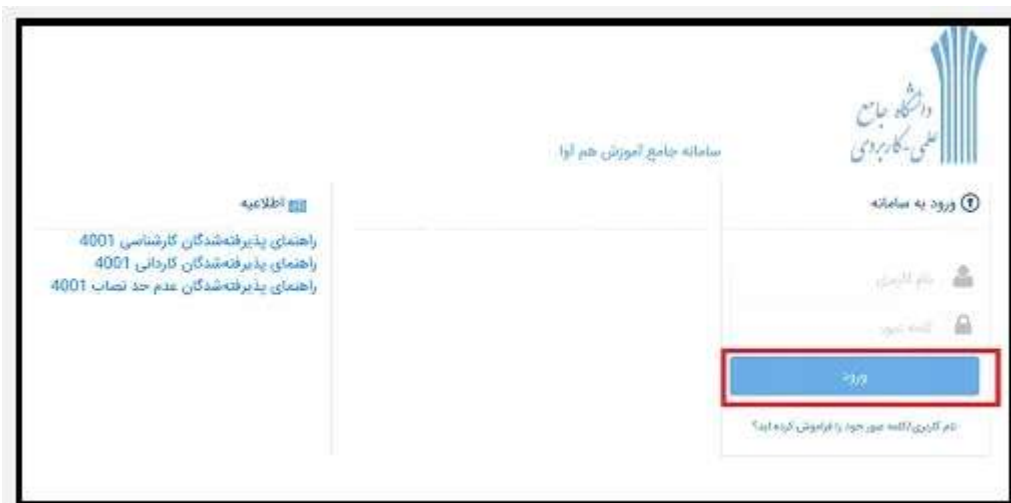 دانشگاه جامع
علمی-کاربردی
سامانه جامع آموزش هم آوا
ورود به سامانه
نام کاربری
کلمه عبور
ورود
نام کاربری/کلمه عبور خود را فراموش کرده اید؟
اطلاعیه
راهنمای پذیرفته‌شدگان کارشناسی 4001
راهنمای پذیرفته‌شدگان کاردانی 4001
راهنمای پذیرفته‌شدگان عدم حد نصاب 4001